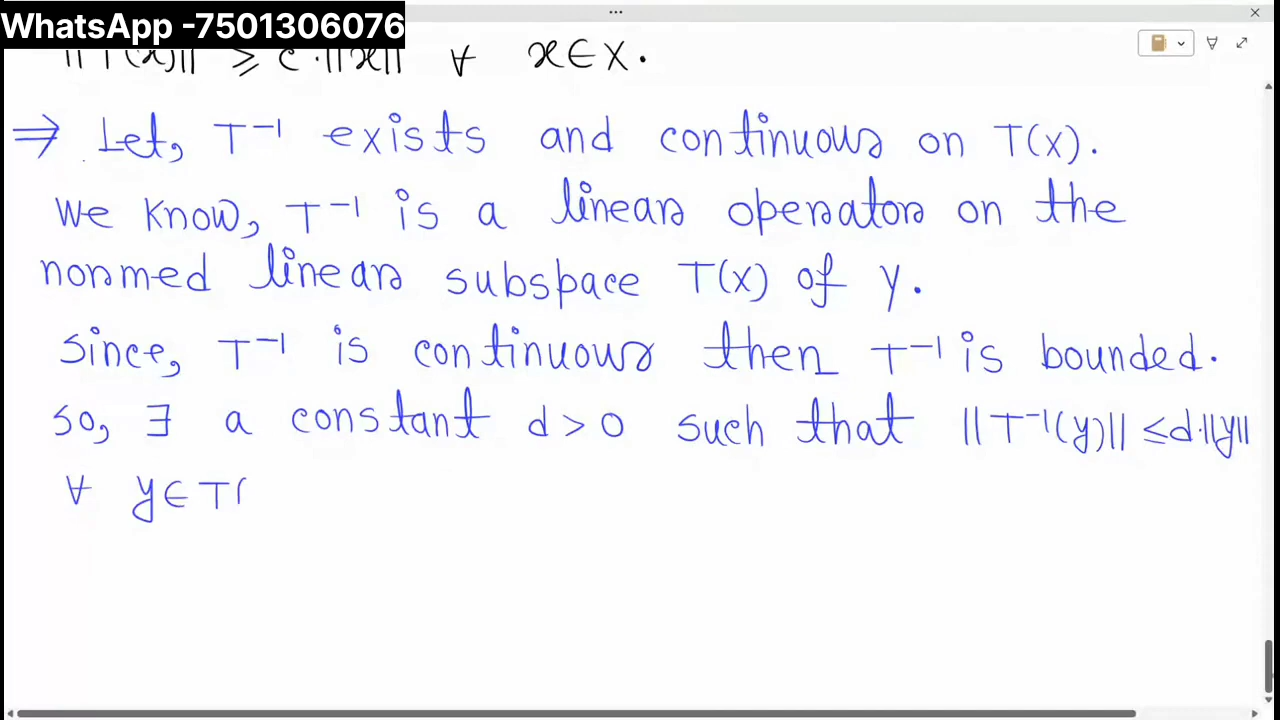 WhatsApp -7501306076
||T(x)|| ≥ c·||x|| ∀ x∈X.
⇒ Let, T⁻¹ exists and continuous on T(X).
We know, T⁻¹ is a linear operator on the
normed linear subspace T(X) of Y.
Since, T⁻¹ is continuous then T⁻¹ is bounded.
So, ∃ a constant d > 0 such that ||T⁻¹(y)|| ≤ d·||y||
∀ y∈T(